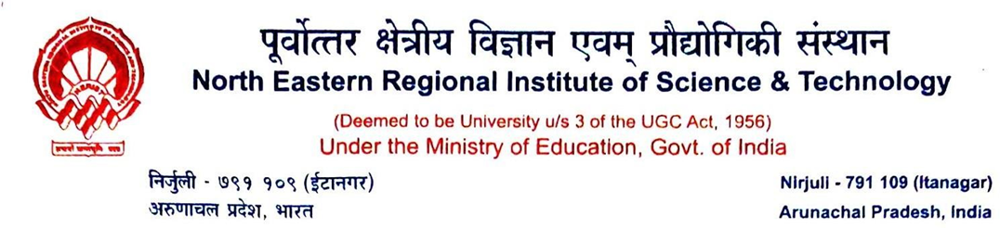 पूर्वोत्तर क्षेत्रीय विज्ञान एवम् प्रौद्योगिकी संस्थान
North Eastern Regional Institute of Science & Technology
(Deemed to be University u/s 3 of the UGC Act, 1956)
Under the Ministry of Education, Govt. of India
निर्जुली - ७९१ १०९ (ईटानगर)
अरुणाचल प्रदेश, भारत
Nirjuli - 791 109 (Itanagar)
Arunachal Pradesh, India